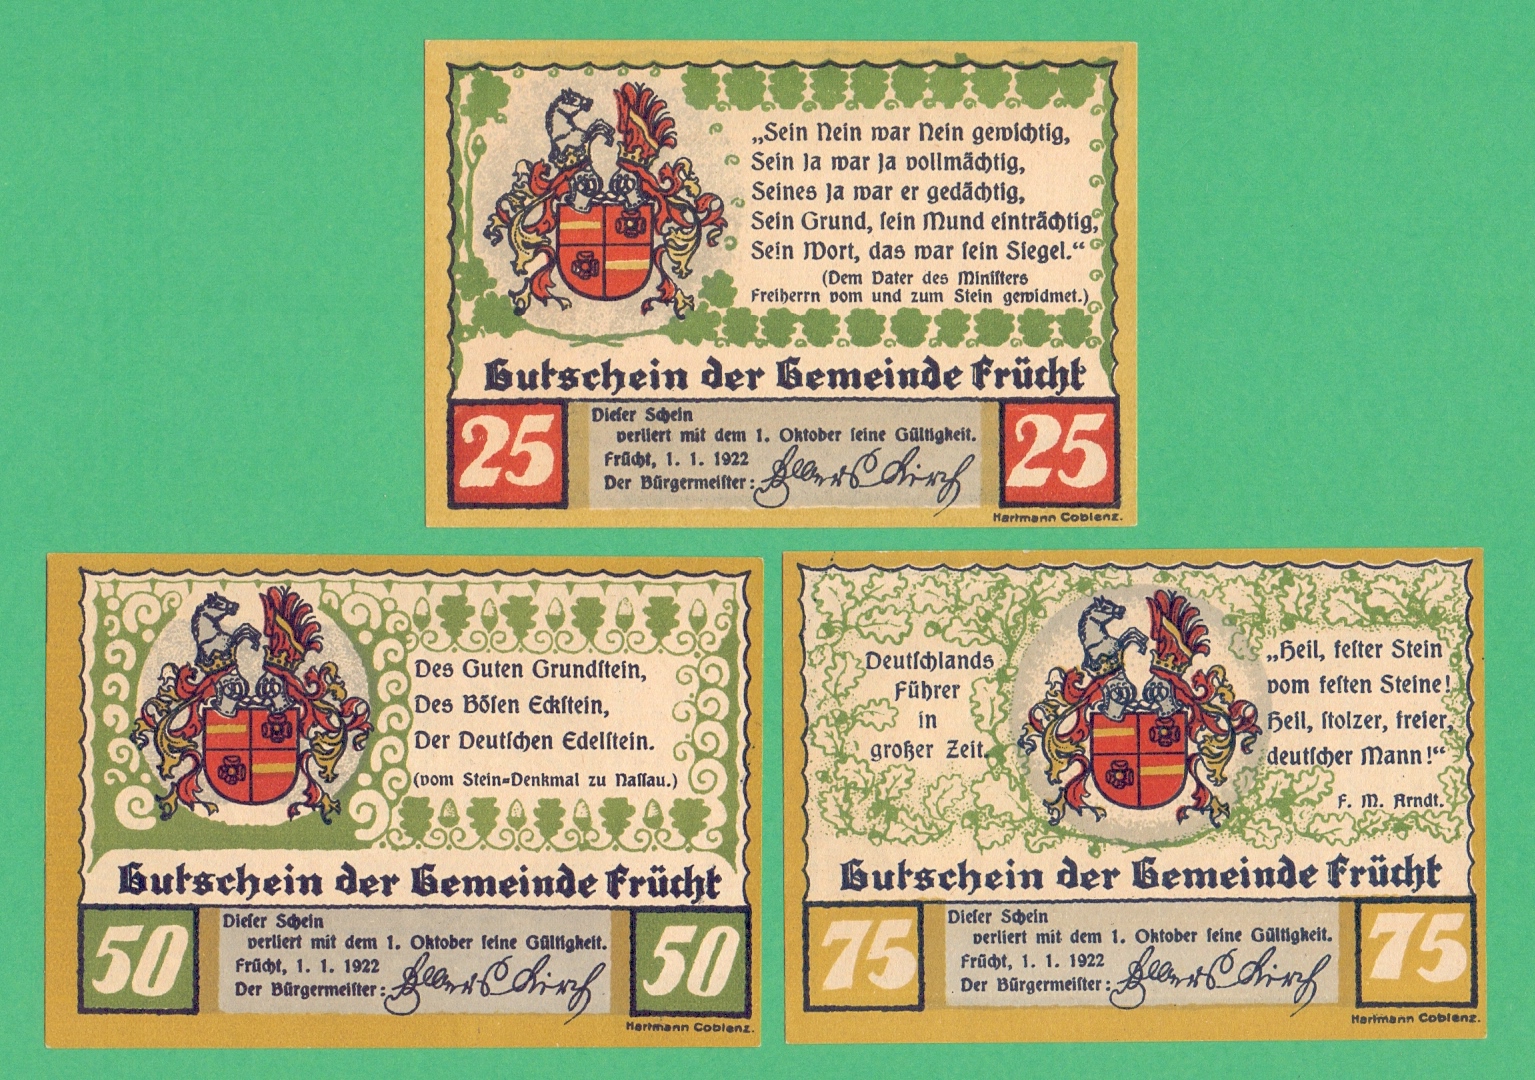 „Sein Nein war Nein gewichtig,
Sein Ja war Ja vollmächtig,
Seines Ja war er gedächtig,
Sein Grund, sein Mund einträchtig,
Sein Wort, das war sein Siegel.“
(Dem Vater des Ministers
Freiherrn vom und zum Stein gewidmet.)
Gutschein der Gemeinde Frücht
25
Dieser Schein
verliert mit dem 1. Oktober seine Gültigkeit.
Frücht, 1. 1. 1922
Der Bürgermeister:
25
Hartmann Coblenz.
Des Guten Grundstein,
Des Bösen Eckstein,
Der Deutschen Edelstein.
(vom Stein=Denkmal zu Nassau.)
Gutschein der Gemeinde Frücht
50
Dieser Schein
verliert mit dem 1. Oktober seine Gültigkeit.
Frücht, 1. 1. 1922
Der Bürgermeister:
50
Hartmann Coblenz.
Deutschlands
Führer
in
großer Zeit.
„Heil, fester Stein
vom festen Steine!
Heil, stolzer, freier,
deutscher Mann!“
F. M. Arndt.
Gutschein der Gemeinde Frücht
75
Dieser Schein
verliert mit dem 1. Oktober seine Gültigkeit.
Frücht, 1. 1. 1922
Der Bürgermeister:
75
Hartmann Coblenz.